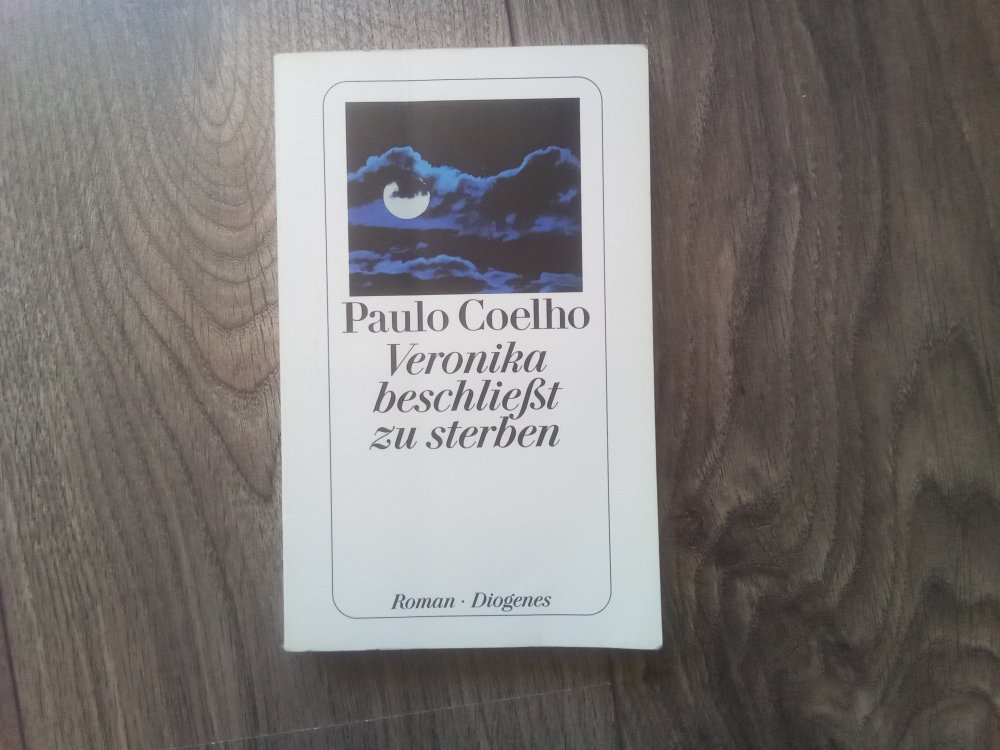 Paulo Coelho
Veronika
beschließt
zu sterben
Roman · Diogenes